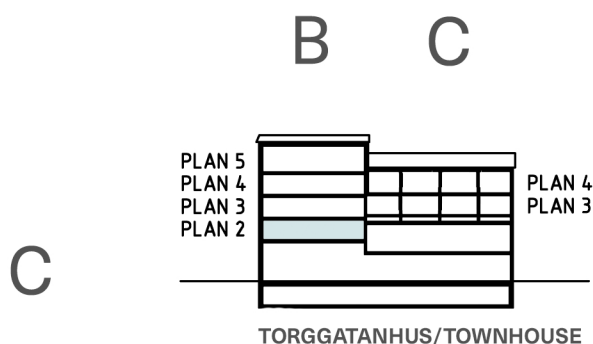 B C
PLAN 5
PLAN 4 PLAN 4
PLAN 3 PLAN 3
PLAN 2
C
TORGGATANHUS/TOWNHOUSE